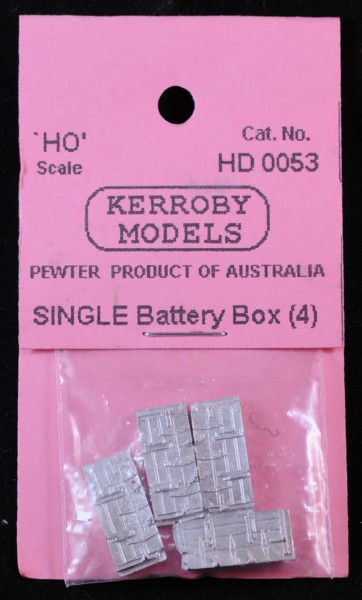 `HO'
Scale
Cat. No.
HD 0053
KERROBY
MODELS
PEWTER PRODUCT OF AUSTRALIA
SINGLE Battery Box (4)